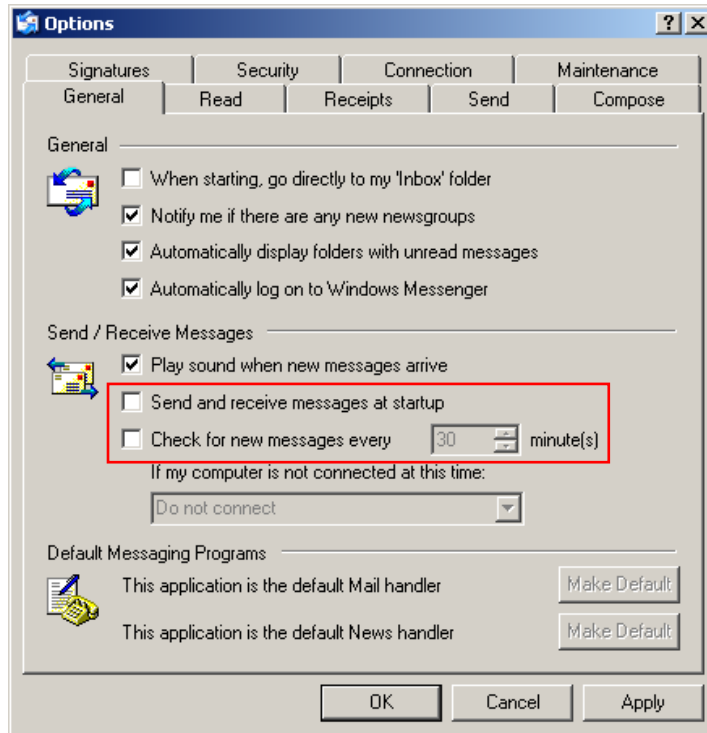 Options
Signatures Security Connection Maintenance
General Read Receipts Send Compose
General
When starting, go directly to my 'Inbox' folder
Notify me if there are any new newsgroups
Automatically display folders with unread messages
Automatically log on to Windows Messenger
Send / Receive Messages
Play sound when new messages arrive
Send and receive messages at startup
Check for new messages every 30 minute(s)
If my computer is not connected at this time:
Do not connect
Default Messaging Programs
This application is the default Mail handler Make Default
This application is the default News handler Make Default
OK Cancel Apply